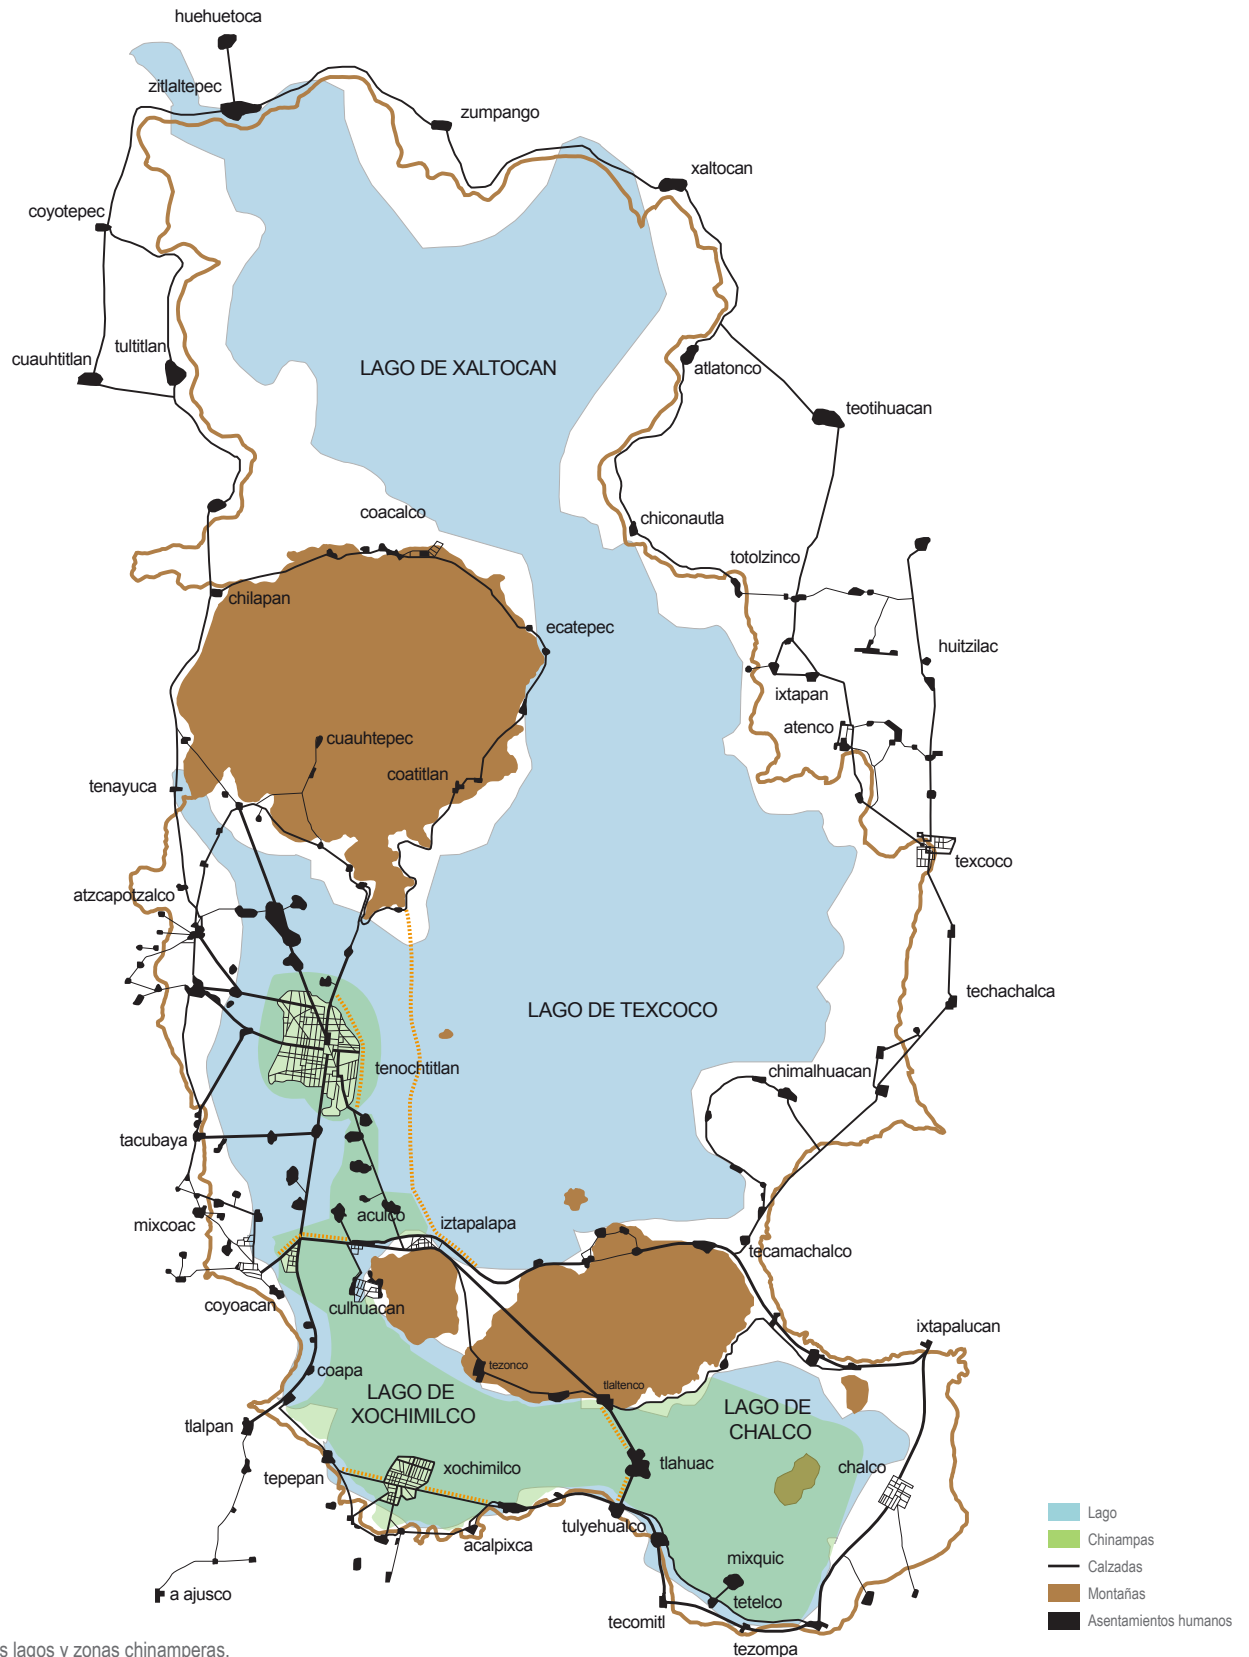 huehuetoca
zitlaltepec
zumpango
xaltocan
coyotepec
tultitlan
cuauhtitlan
LAGO DE XALTOCAN
atlatonco
teotihuacan
coacalco
chiconautla
totolzinco
chilapan
ecatepec
huitzilac
ixtapan
atenco
cuauhtepec
coatitlan
tenayuca
texcoco
atzcapotzalco
techachalca
LAGO DE TEXCOCO
tenochtitlan
chimalhuacan
tacubaya
aculco
iztapalapa
mixcoac
tecamachalco
coyoacan
culhuacan
ixtapalucan
coapa
tezonco
tlaltenco
LAGO DE
XOCHIMILCO
LAGO DE
CHALCO
tlalpan
tepepan
xochimilco
tlahuac
chalco
tulyehualco
acalpixca
mixquic
tetelco
a ajusco
tecomitl
tezompa
Lago
Chinampas
Calzadas
Montañas
Asentamientos humanos
s lagos y zonas chinamperas.